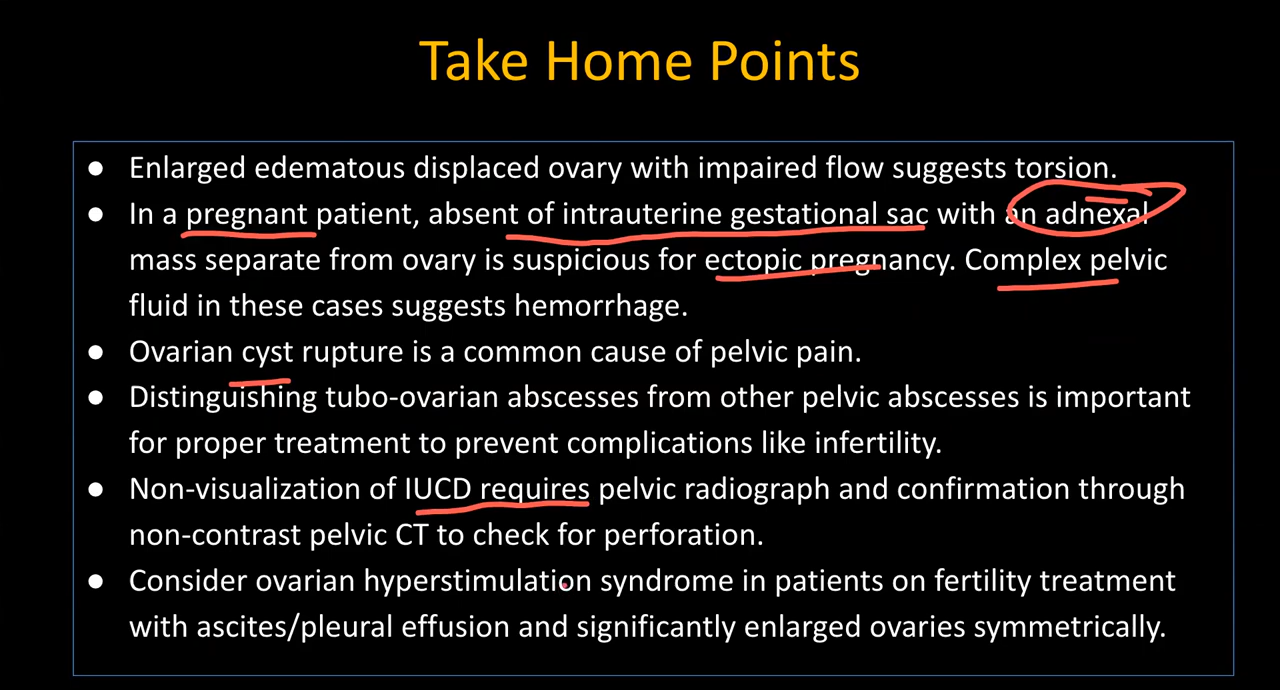 Take Home Points
● Enlarged edematous displaced ovary with impaired flow suggests torsion.
● In a pregnant patient, absent of intrauterine gestational sac with an adnexal
mass separate from ovary is suspicious for ectopic pregnancy. Complex pelvic
fluid in these cases suggests hemorrhage.
● Ovarian cyst rupture is a common cause of pelvic pain.
● Distinguishing tubo-ovarian abscesses from other pelvic abscesses is important
for proper treatment to prevent complications like infertility.
● Non-visualization of IUCD requires pelvic radiograph and confirmation through
non-contrast pelvic CT to check for perforation.
● Consider ovarian hyperstimulation syndrome in patients on fertility treatment
with ascites/pleural effusion and significantly enlarged ovaries symmetrically.